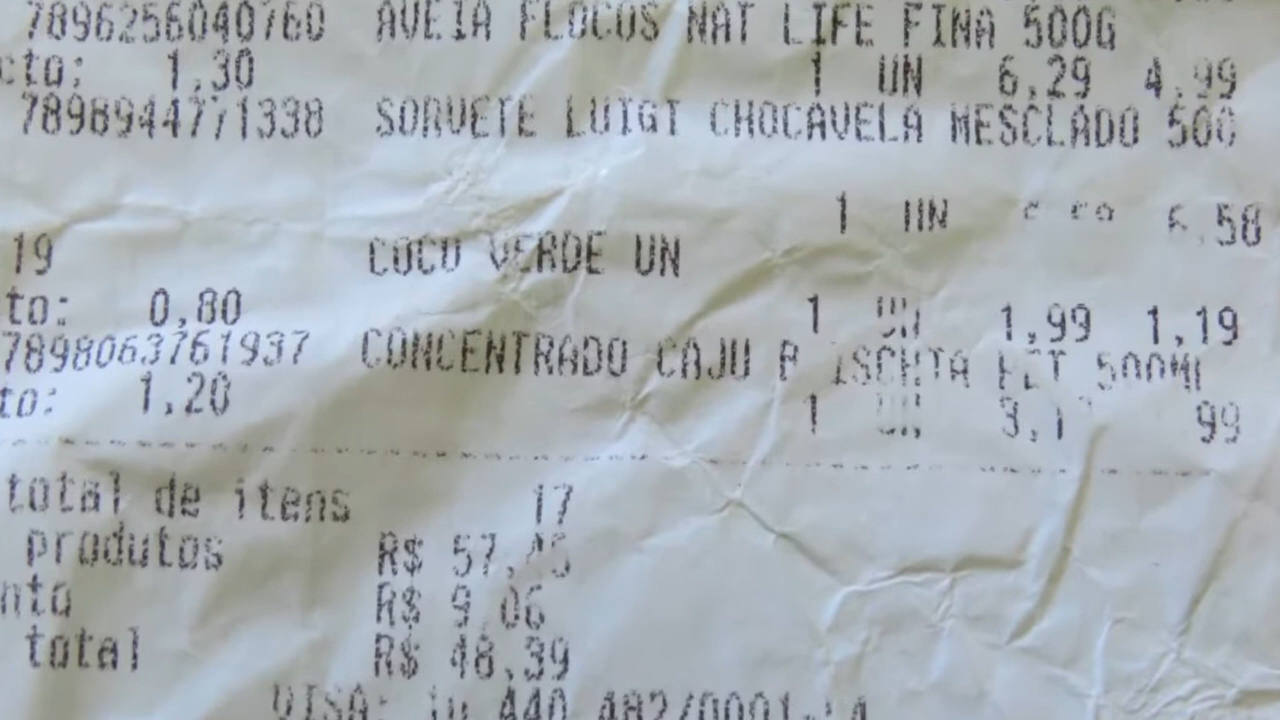 7896256040760 AVEIA FLOCOS NAT LIFE FINA 500G
cto: 1,30 1 UN 6,29 4,99
7898944771338 SORVETE LUIGI CHOCAVELA MESCLADO 500
1 UN 6,58
19 COCO VERDE UN
to: 0,80 1 UN 1,99 1,19
7898063761937 CONCENTRADO CAJU 500ML
to: 1,20 1 UN
total de itens 17
produtos R$ 57,45
nto R$ 9,06
total R$ 48,39
VISA: